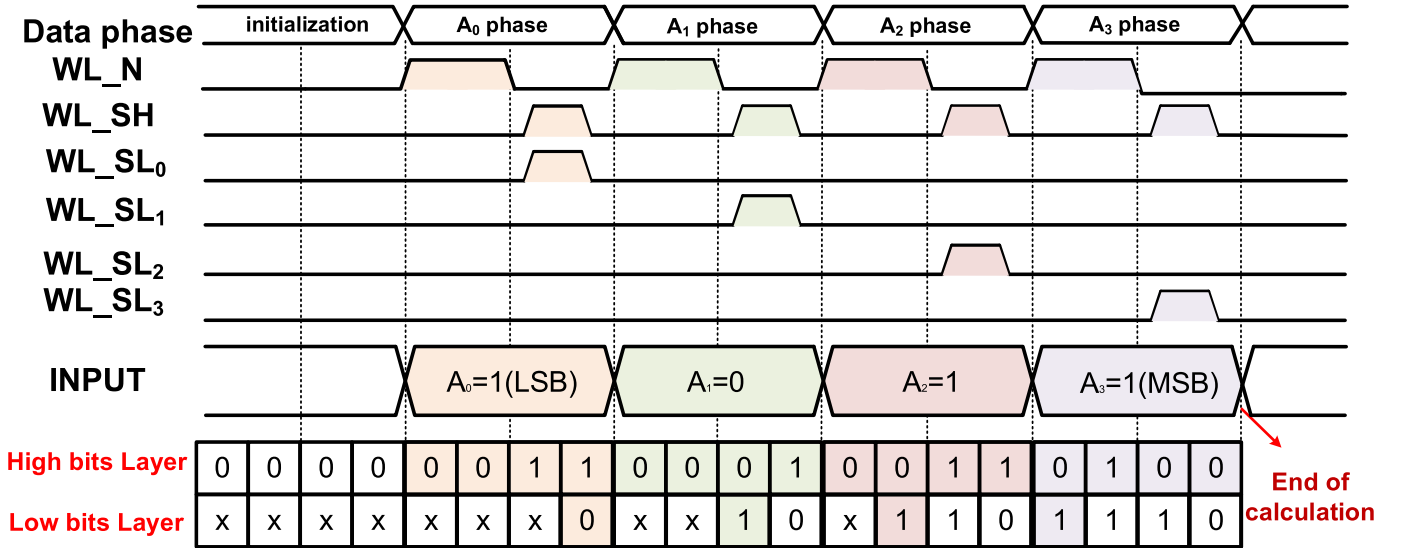 Data phase initialization A₀ phase A₁ phase A₂ phase A₃ phase
WL_N
WL_SH
WL_SL₀
WL_SL₁
WL_SL₂
WL_SL₃
INPUT A₀=1(LSB) A₁=0 A₂=1 A₃=1(MSB)
High bits Layer 0 0 0 0 0 0 1 1 0 0 0 1 0 0 1 1 0 1 0 0
Low bits Layer x x x x x x x 0 x x 1 0 x 1 1 0 1 1 1 0
End of
calculation